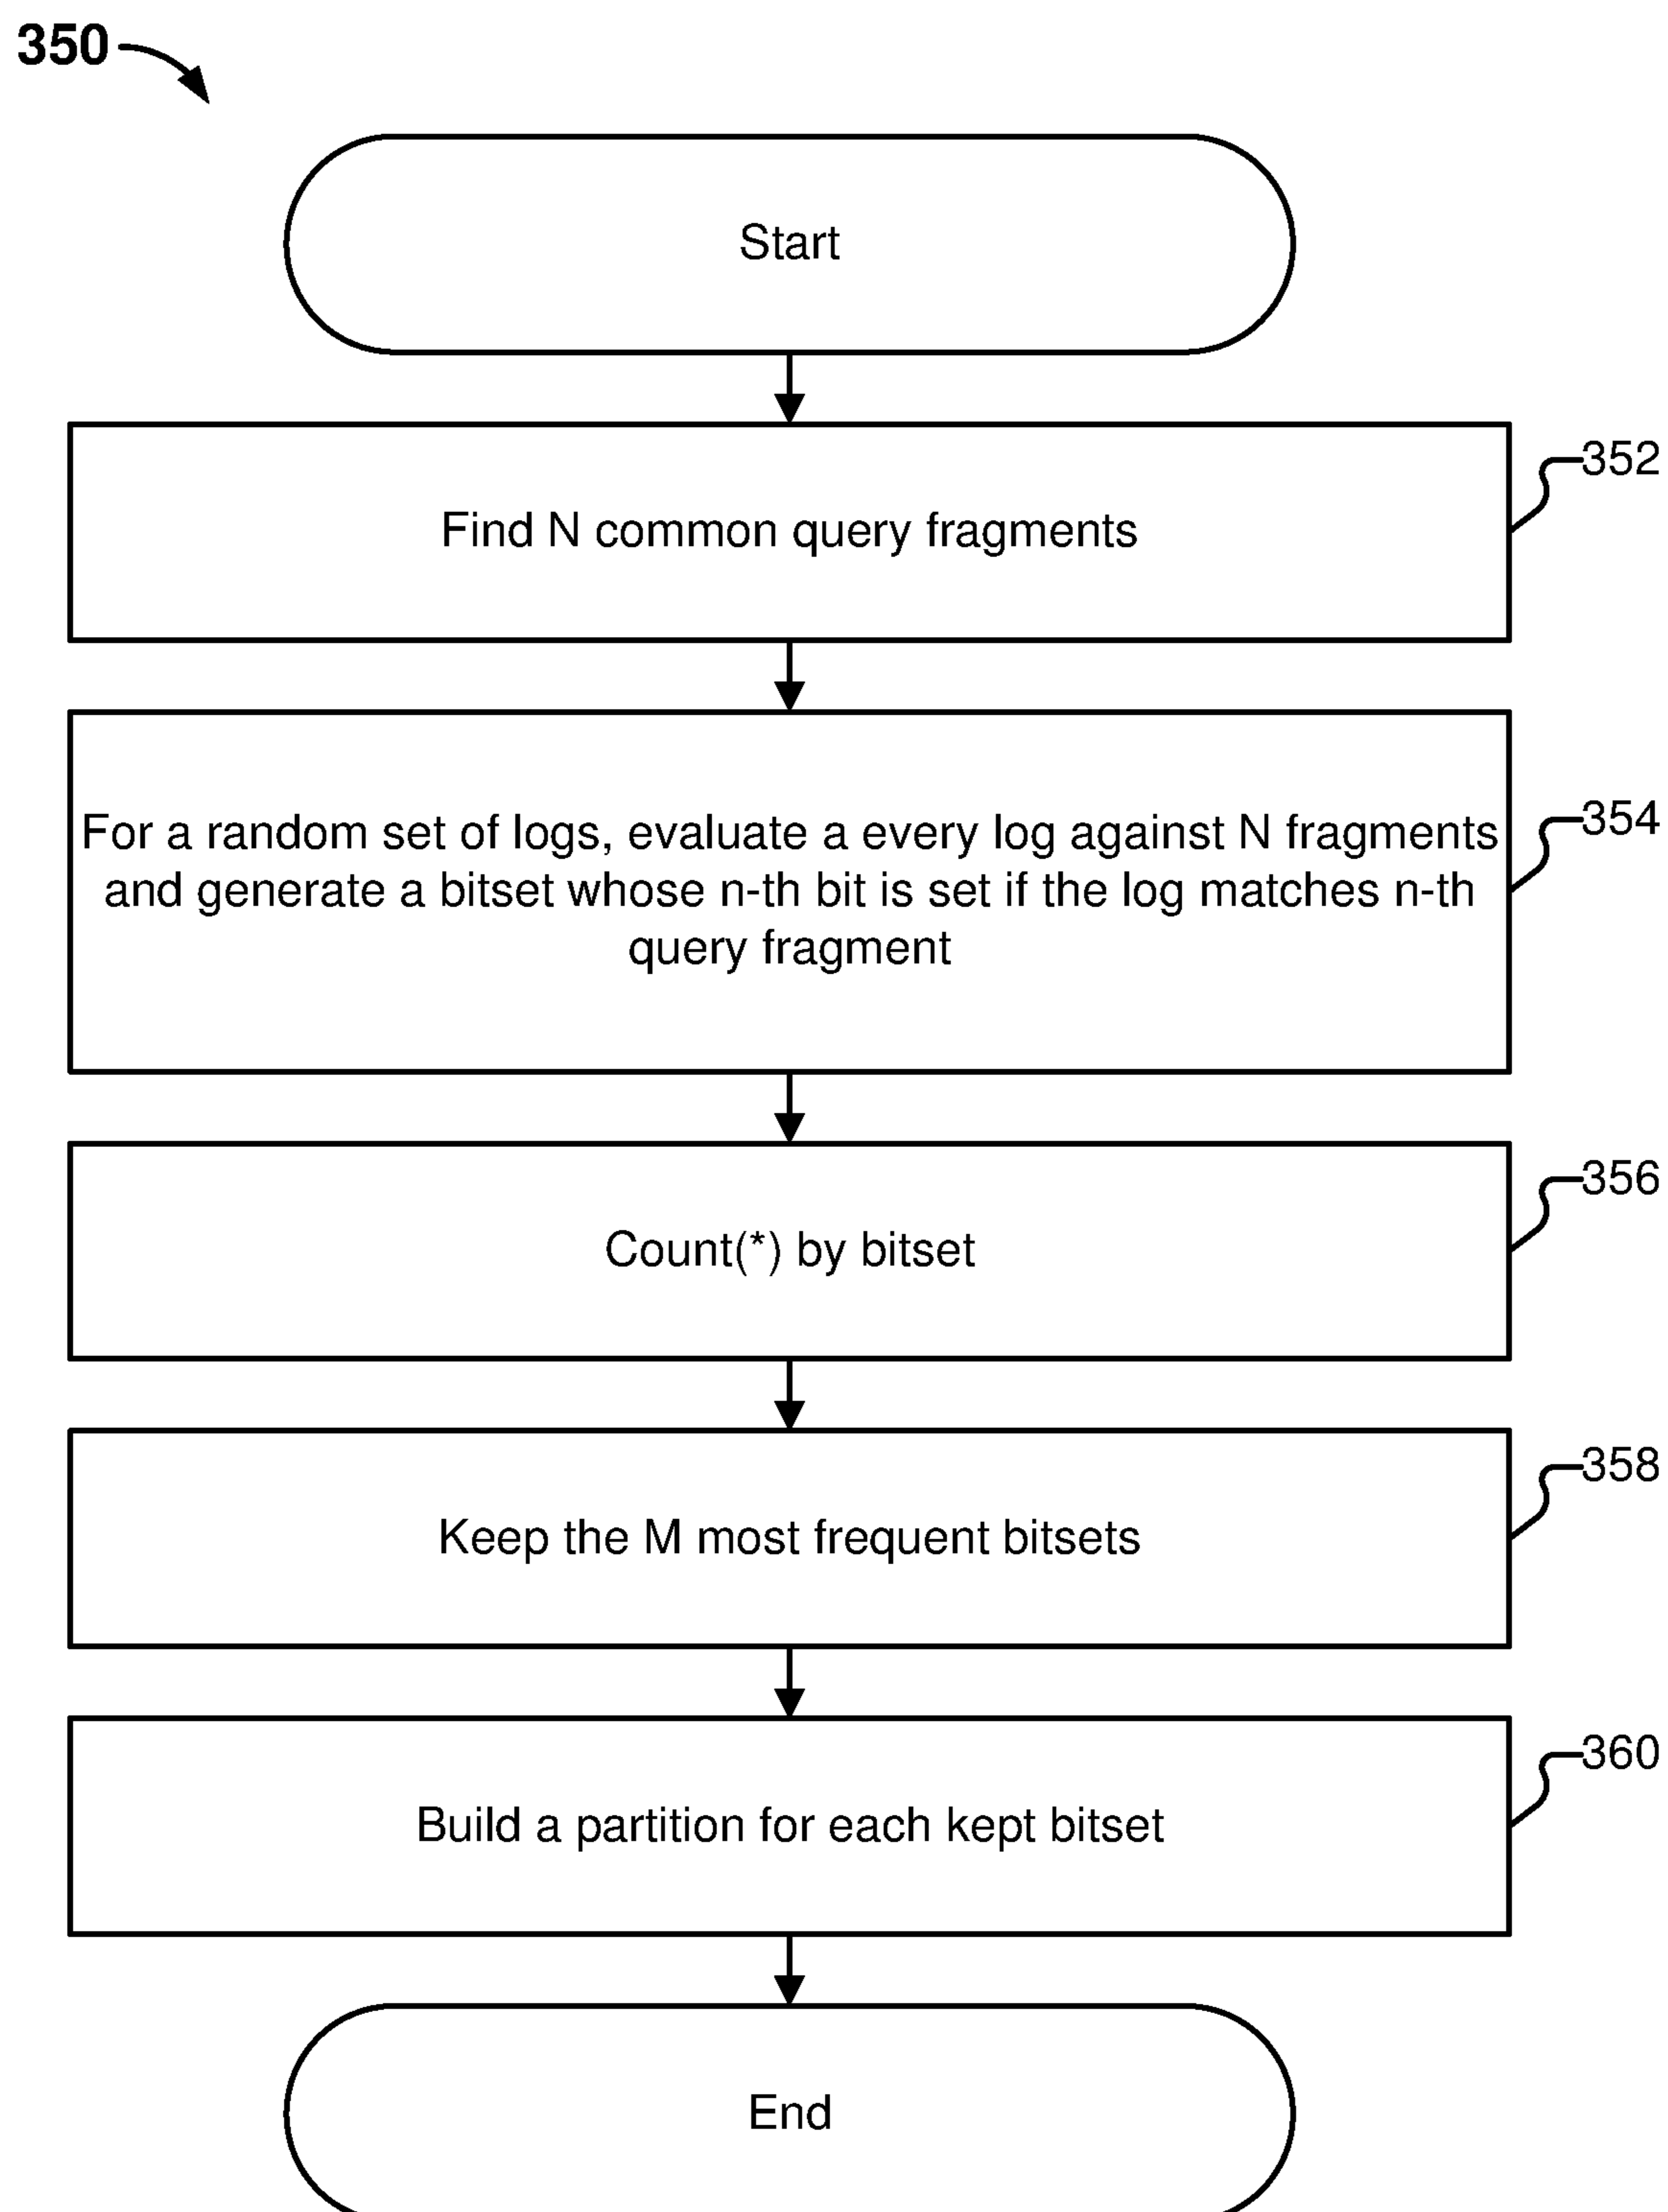 350
Start
Find N common query fragments
352
For a random set of logs, evaluate a every log against N fragments
and generate a bitset whose n-th bit is set if the log matches n-th
query fragment
354
Count(*) by bitset
356
Keep the M most frequent bitsets
358
Build a partition for each kept bitset
360
End